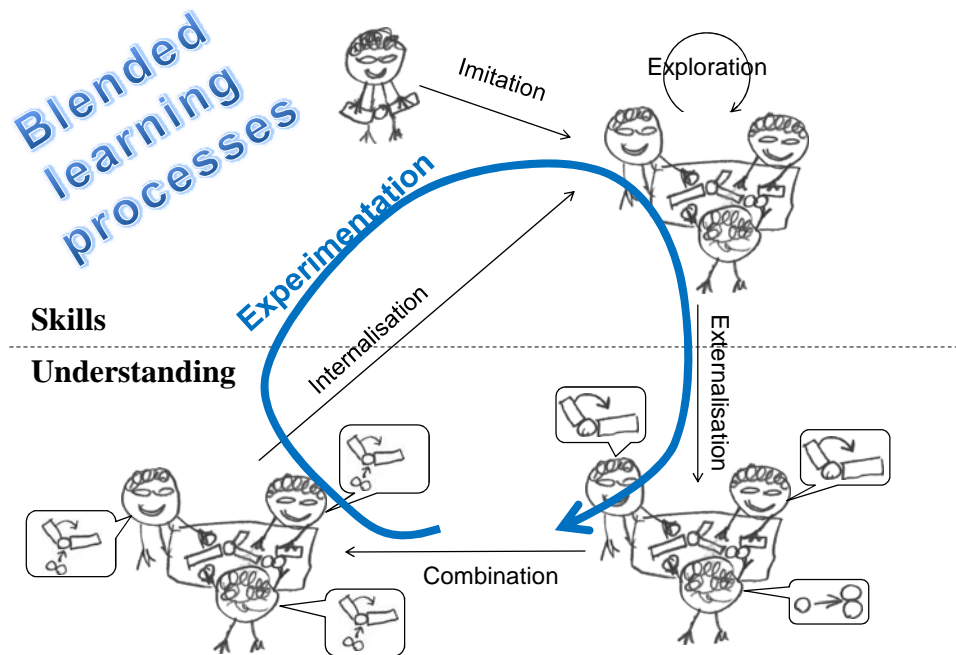 Blended
learning
processes
Imitation
Exploration
Experimentation
Internalisation
Externalisation
Skills
Understanding
Combination